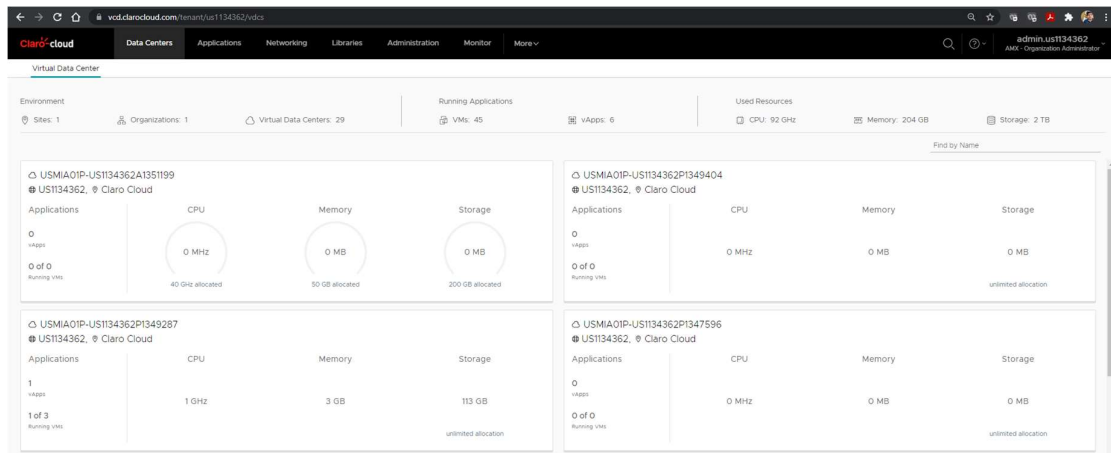 vcd.clarocloud.com/tenant/us1134362/vdcs
Claro-cloud Data Centers Applications Networking Libraries Administration Monitor More admin.us1134362
AMX - Organization Administrator
Virtual Data Center
Environment Running Applications Used Resources
Sites: 1 Organizations: 1 Virtual Data Centers: 29 VMs: 45 vApps: 6 CPU: 92 GHz Memory: 204 GB Storage: 2 TB
Find by Name
USMIA01P-US1134362A1351199
US1134362, Claro Cloud
Applications CPU Memory Storage
0
vApps
0 MHz 0 MB 0 MB
0 of 0
Running VMs
40 GHz allocated 50 GB allocated 200 GB allocated
USMIA01P-US1134362P1349404
US1134362, Claro Cloud
Applications CPU Memory Storage
0
vApps
0 MHz 0 MB 0 MB
0 of 0
Running VMs
unlimited allocation
USMIA01P-US1134362P1349287
US1134362, Claro Cloud
Applications CPU Memory Storage
1
vApps
1 GHz 3 GB 113 GB
1 of 3
Running VMs
unlimited allocation
USMIA01P-US1134362P1347596
US1134362, Claro Cloud
Applications CPU Memory Storage
0
vApps
0 MHz 0 MB 0 MB
0 of 0
Running VMs
unlimited allocation